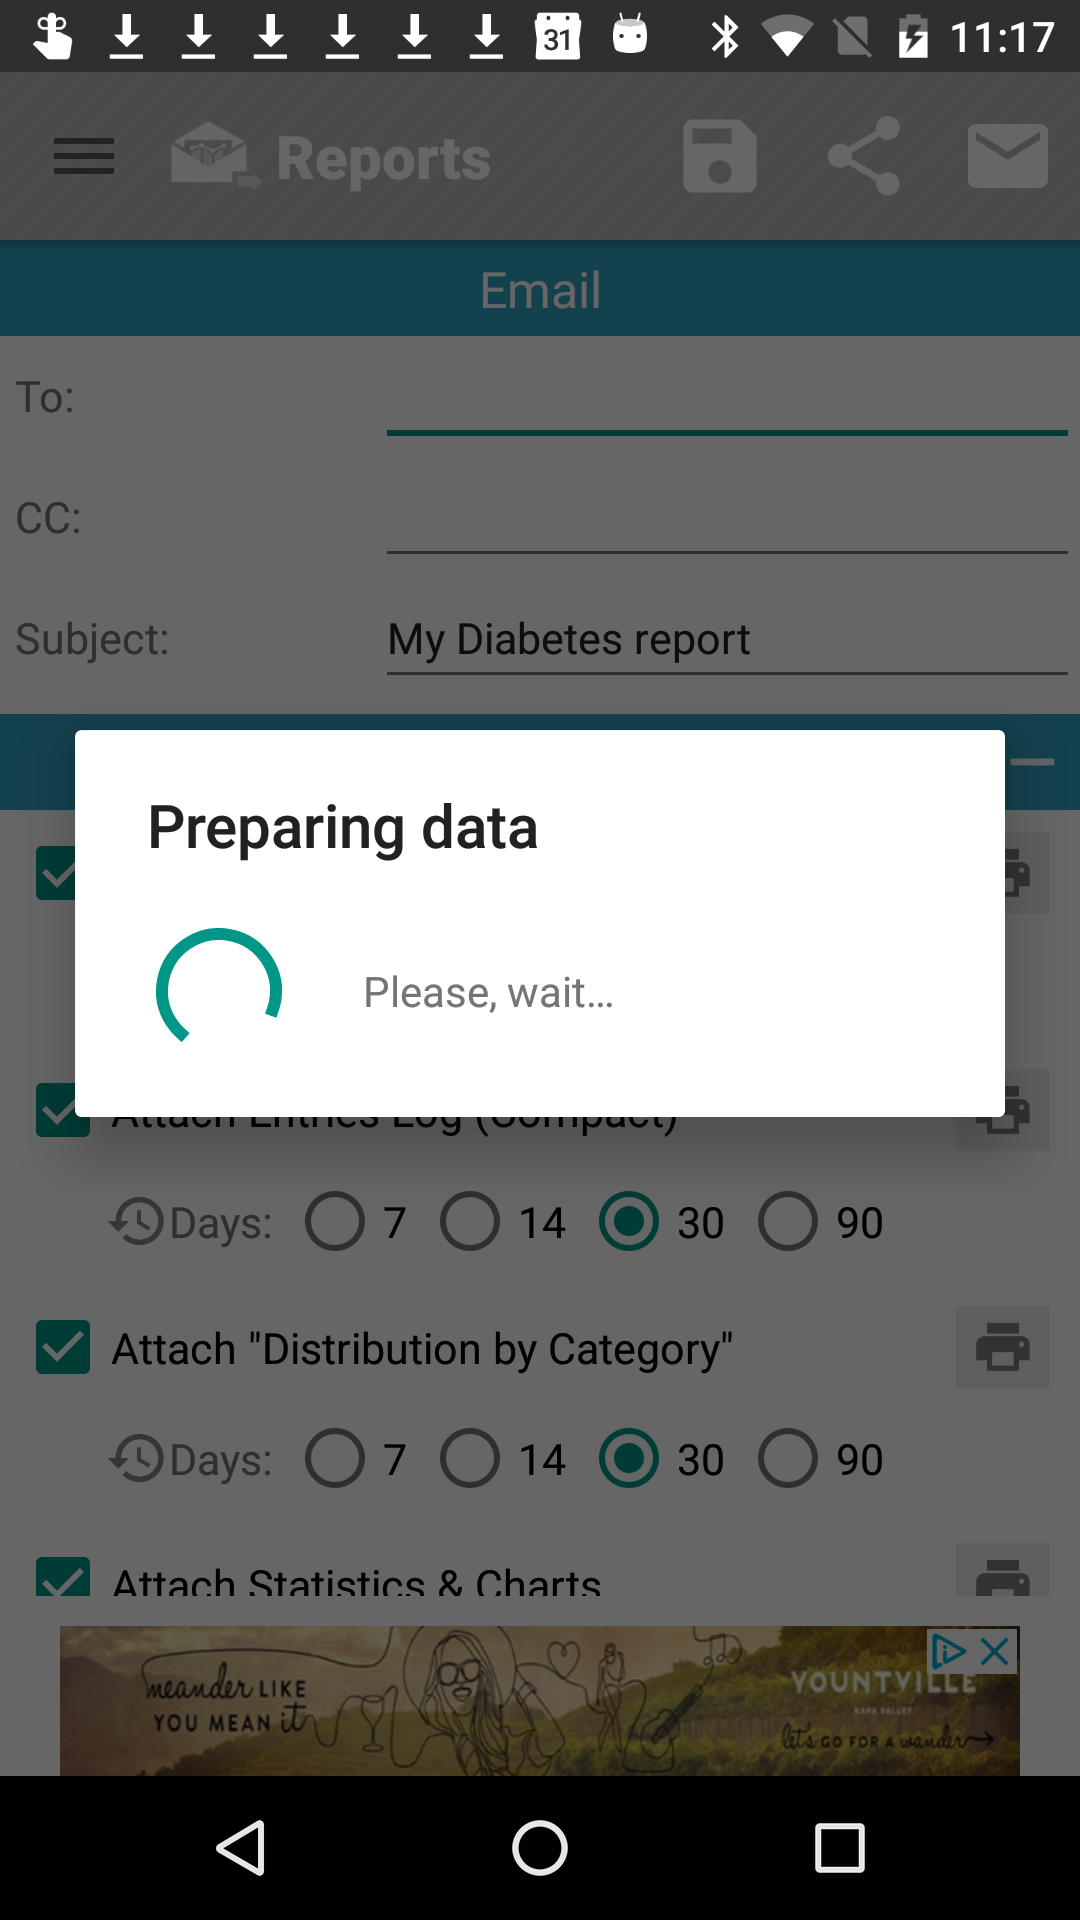 31 11:17
Reports
Email
To:
CC:
Subject: My Diabetes report
Preparing data
Please, wait...
Attach Entries Log (Compact)
Days: 7 14 30 90
Attach "Distribution by Category"
Days: 7 14 30 90
Attach Statistics & Charts
meander LIKE
YOU MEAN it
YOUNTVILLE
NAPA VALLEY
let's GO FOR A wander